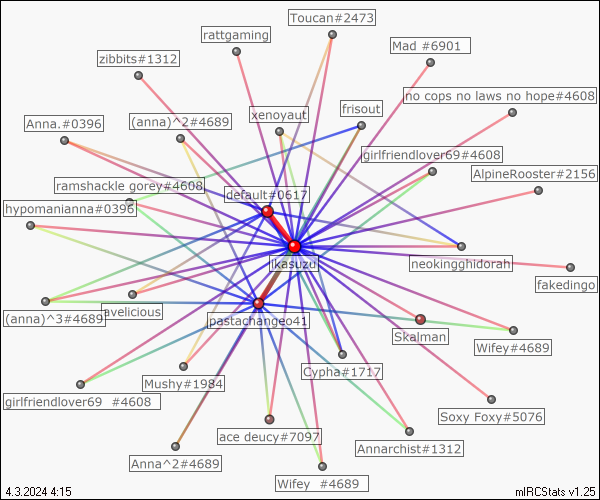 Toucan#2473
rattgaming
Mad #6901
zibbits#1312
no cops no laws no hope#4608
xenoyaut
frisout
Anna.#0396
(anna)^2#4689
girlfriendlover69#4608
AlpineRooster#2156
ramshackle gorey#4608
default#0617
hypomanianna#0396
ikasuzu
neokingghidorah
fakedingo
(anna)^3#4689
avelicious
pastachangeo41
Skalman
Wifey#4689
Mushy#1984
Cypha#1717
girlfriendlover69 #4608
Soxy Foxy#5076
ace deucy#7097
Annarchist#1312
Anna^2#4689
Wifey #4689
4.3.2024 4:15
mIRCStats v1.25